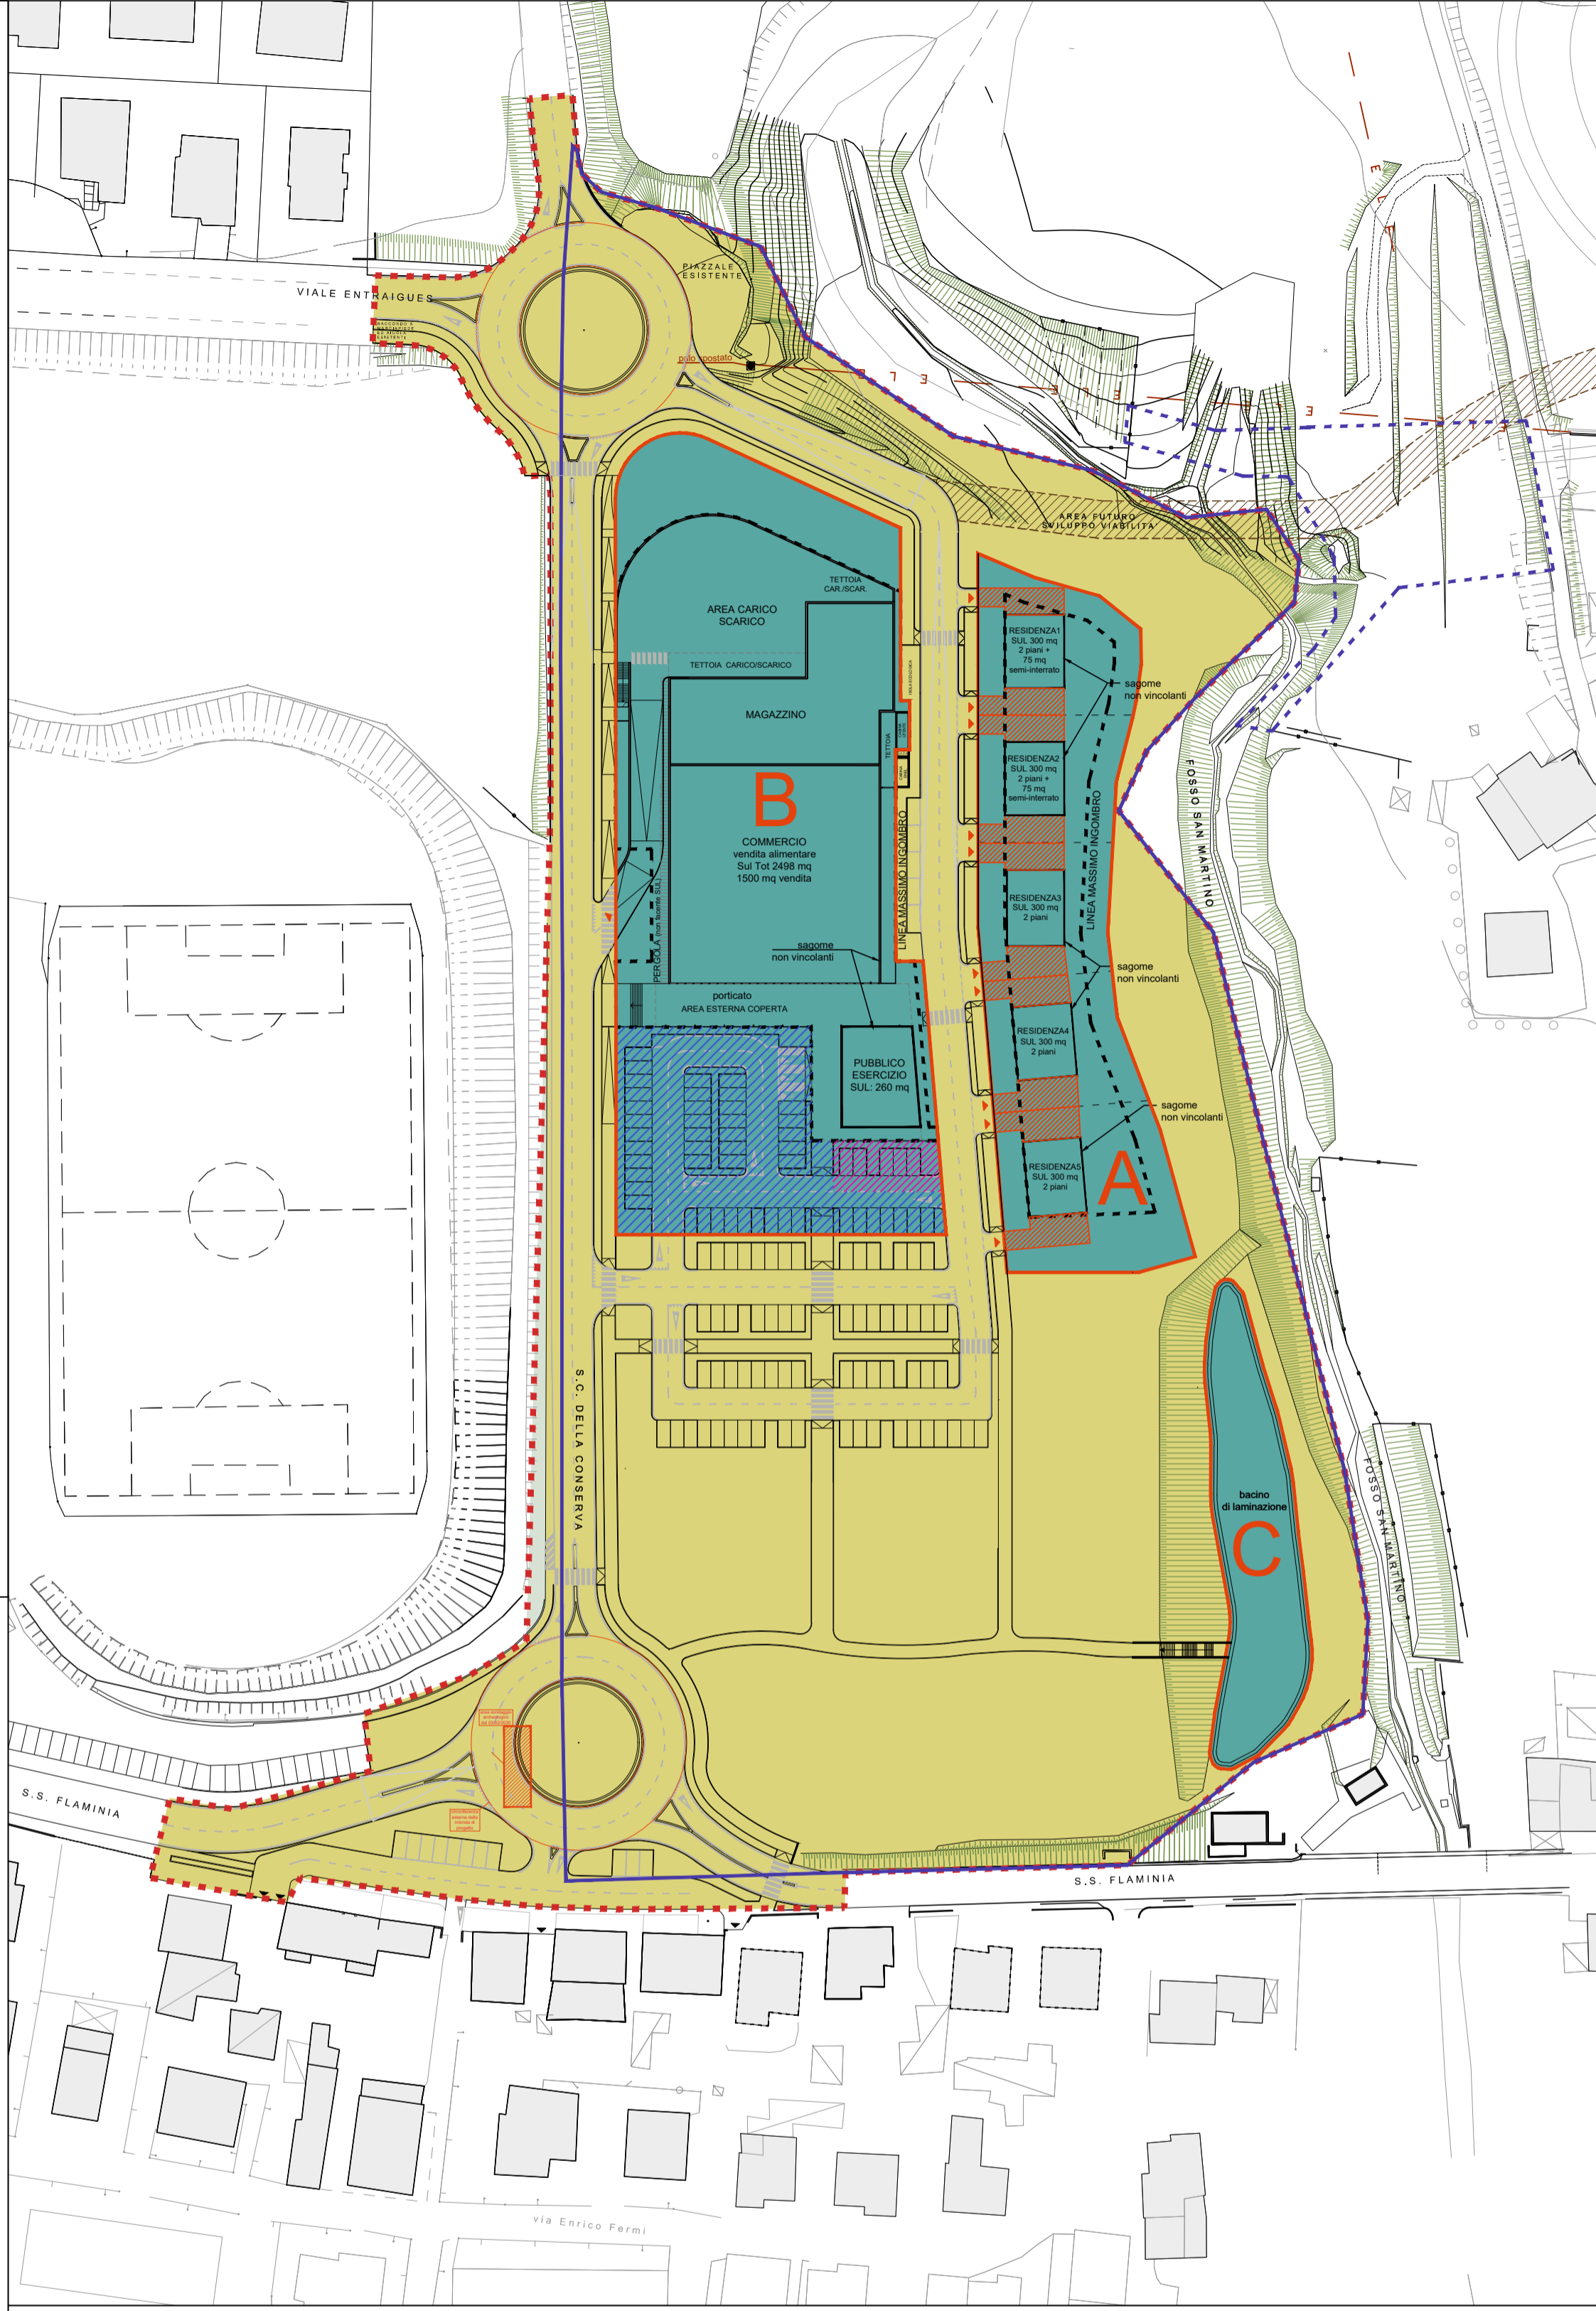 PIAZZALE
ESISTENTE
VIALE ENTRAIGUES
palo spostato
E
L
E
E
L
E
E
E
AREA FUTURO
SVILUPPO VIABILITA'
TETTOIA
CAR./SCAR.
AREA CARICO
SCARICO
TETTOIA CARICO/SCARICO
MAGAZZINO
TETTOIA
B
COMMERCIO
vendita alimentare
Sul Tot 2498 mq
1500 mq vendita
PERGOLA (non facente SUL)
LINEA MASSIMO INGOMBRO
sagome
non vincolanti
porticato
AREA ESTERNA COPERTA
PUBBLICO
ESERCIZIO
SUL: 260 mq
RESIDENZA1
SUL 300 mq
2 piani +
75 mq
semi-interrato
sagome
non vincolanti
RESIDENZA2
SUL 300 mq
2 piani +
75 mq
semi-interrato
LINEA MASSIMO INGOMBRO
RESIDENZA3
SUL 300 mq
2 piani
sagome
non vincolanti
RESIDENZA4
SUL 300 mq
2 piani
sagome
non vincolanti
RESIDENZA5
SUL 300 mq
2 piani
A
FOSSO SAN MARTINO
S.C. DELLA CONSERVA
bacino
di laminazione
C
FOSSO SAN MARTINO
S.S. FLAMINIA
S.S. FLAMINIA
via Enrico Fermi